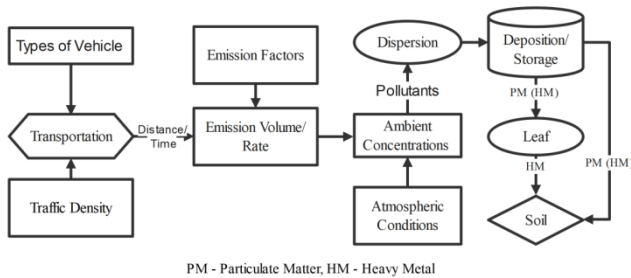 Types of Vehicle
Transportation
Traffic Density
Distance/
Time
Emission Factors
Emission Volume/
Rate
Dispersion
Pollutants
Ambient
Concentrations
Atmospheric
Conditions
Deposition/
Storage
PM (HM)
Leaf
HM
PM (HM)
Soil
PM - Particulate Matter, HM - Heavy Metal